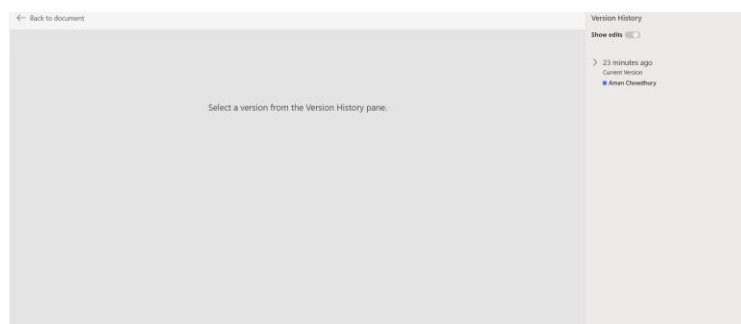 Back to document
Version History
Show edits
23 minutes ago
Current Version
Aman Chowdhury
Select a version from the Version History pane.